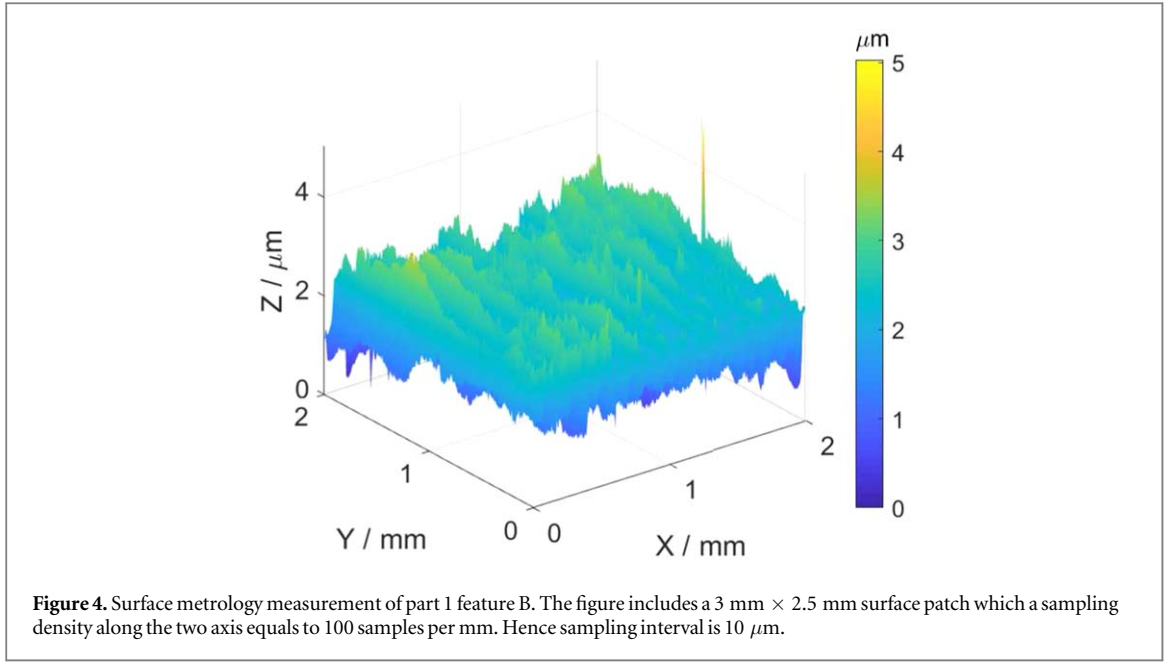 μm
5
4
3
2
1
0
4
2
0
Z / μm
2
1
0
Y / mm
0
1
2
X / mm
Figure 4. Surface metrology measurement of part 1 feature B. The figure includes a 3 mm × 2.5 mm surface patch which a sampling
density along the two axis equals to 100 samples per mm. Hence sampling interval is 10 μm.